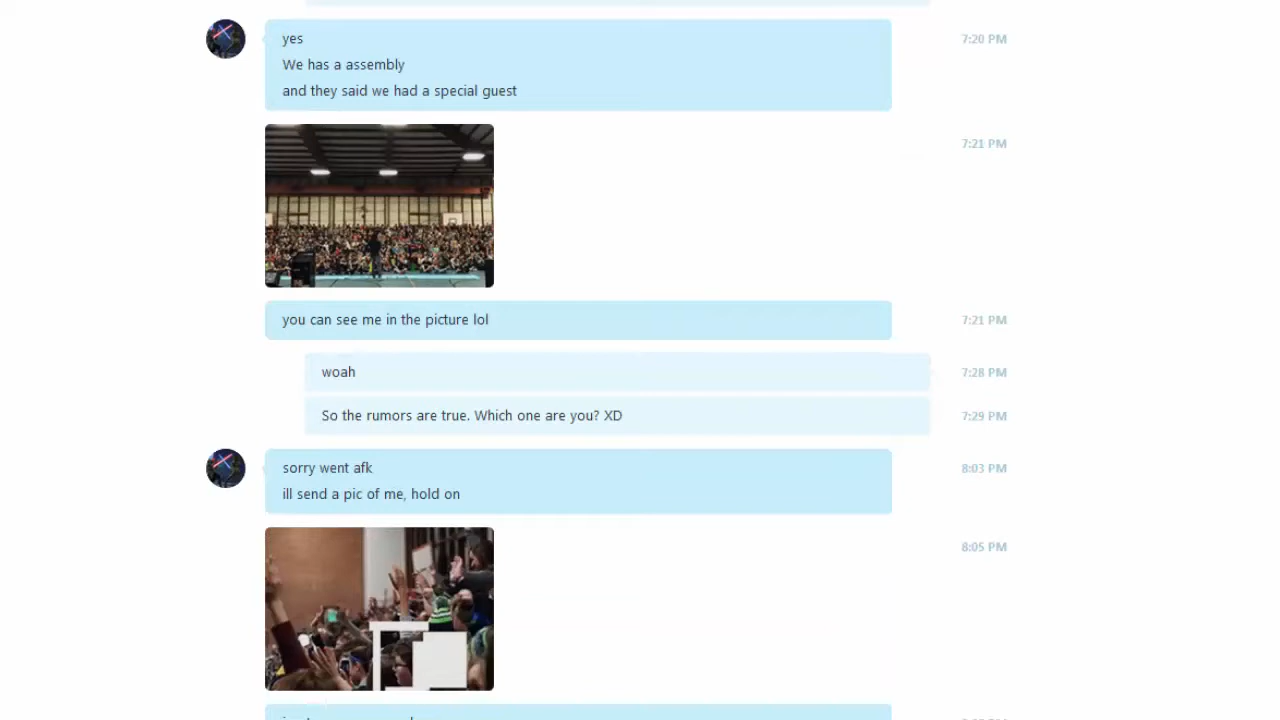 yes
7:20 PM
We has a assembly
and they said we had a special guest
7:21 PM
you can see me in the picture lol
7:21 PM
woah
7:28 PM
So the rumors are true. Which one are you? XD
7:29 PM
sorry went afk
8:03 PM
ill send a pic of me, hold on
8:05 PM